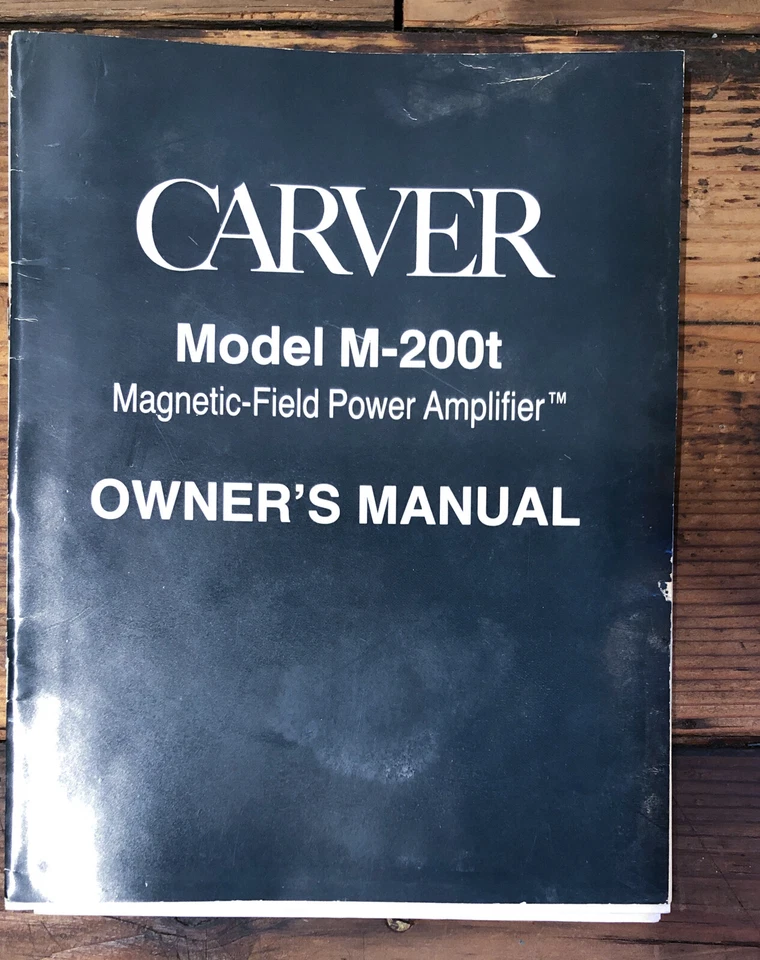 CARVER
Model M-200t
Magnetic-Field Power Amplifier™
OWNER'S MANUAL